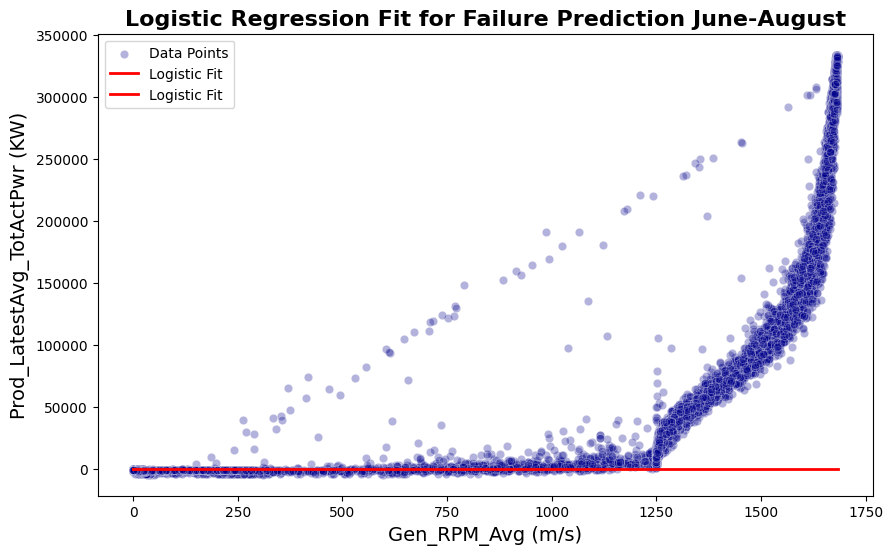 Logistic Regression Fit for Failure Prediction June-August
Data Points
Logistic Fit
Logistic Fit
Prod_LatestAvg_TotActPwr (KW)
350000
300000
250000
200000
150000
100000
50000
0
0
250
500
750
1000
1250
1500
1750
Gen_RPM_Avg (m/s)